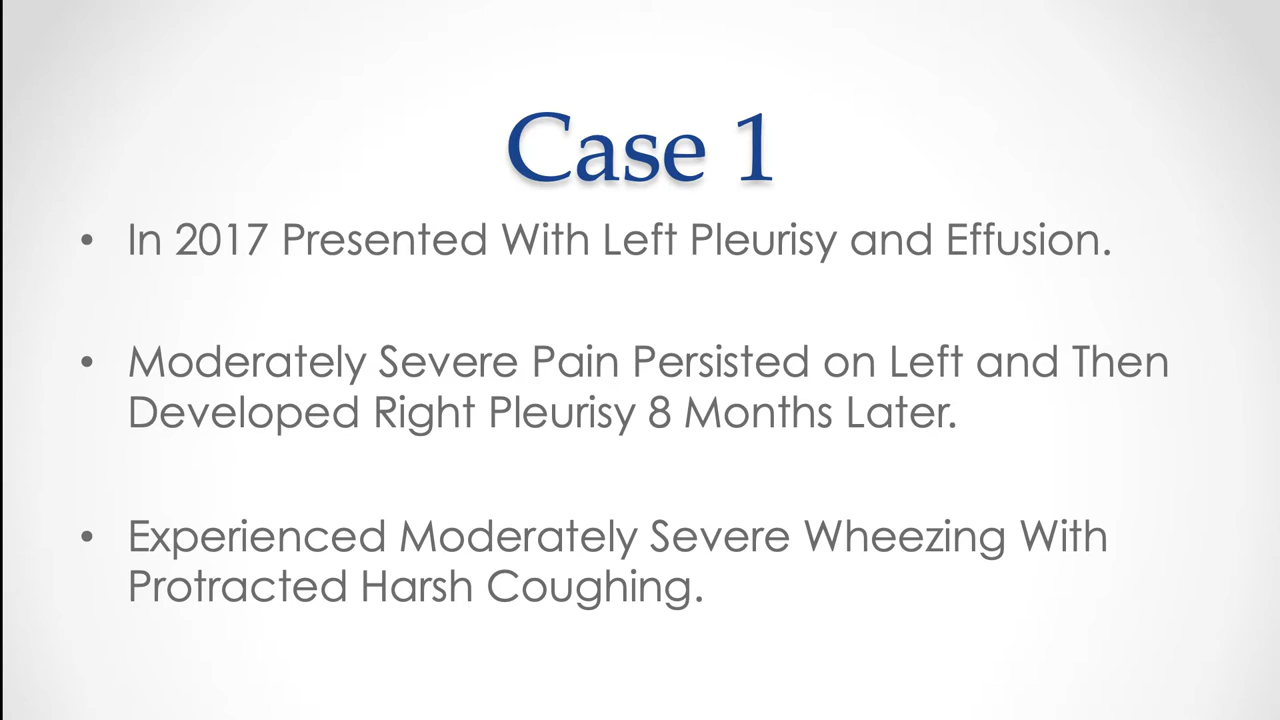 Case 1
• In 2017 Presented With Left Pleurisy and Effusion.
• Moderately Severe Pain Persisted on Left and Then
Developed Right Pleurisy 8 Months Later.
• Experienced Moderately Severe Wheezing With
Protracted Harsh Coughing.